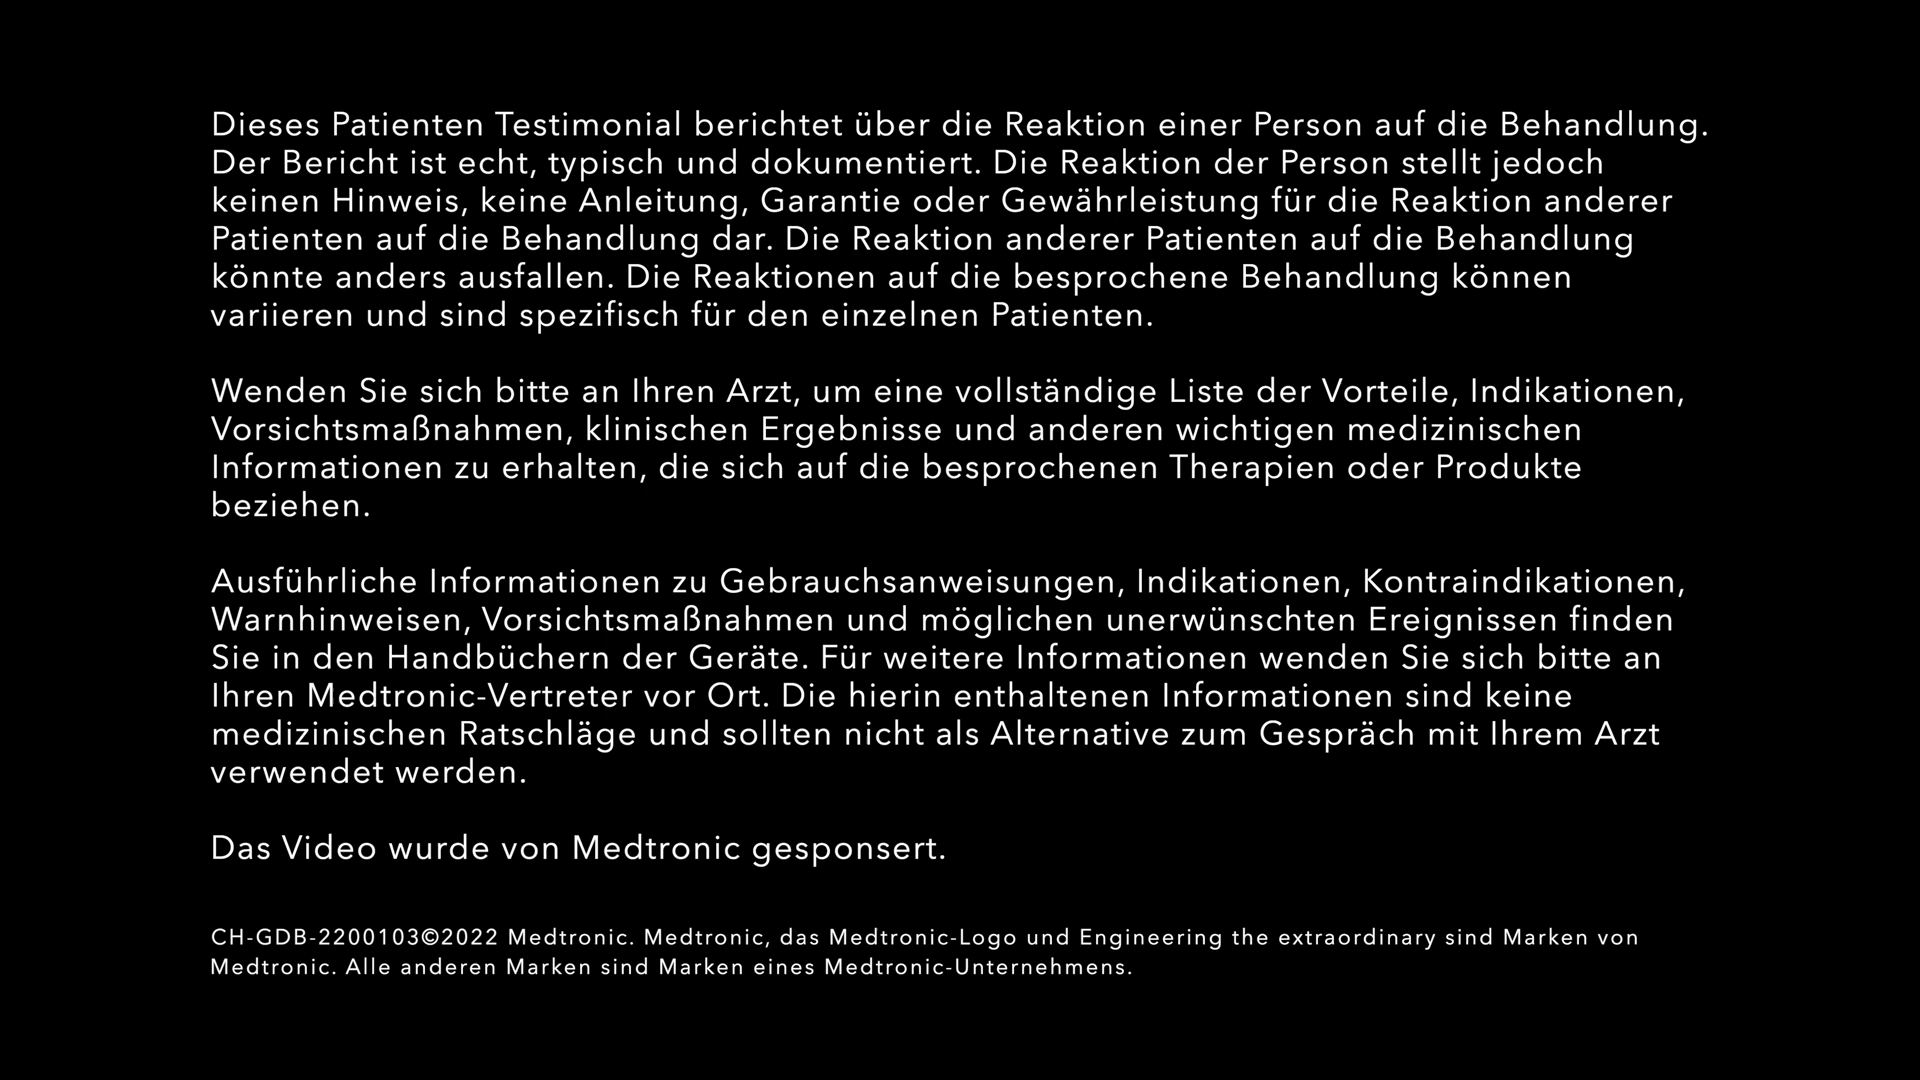 Dieses Patienten Testimonial berichtet über die Reaktion einer Person auf die Behandlung.
Der Bericht ist echt, typisch und dokumentiert. Die Reaktion der Person stellt jedoch
keinen Hinweis, keine Anleitung, Garantie oder Gewährleistung für die Reaktion anderer
Patienten auf die Behandlung dar. Die Reaktion anderer Patienten auf die Behandlung
könnte anders ausfallen. Die Reaktionen auf die besprochene Behandlung können
variieren und sind spezifisch für den einzelnen Patienten.
Wenden Sie sich bitte an Ihren Arzt, um eine vollständige Liste der Vorteile, Indikationen,
Vorsichtsmaßnahmen, klinischen Ergebnisse und anderen wichtigen medizinischen
Informationen zu erhalten, die sich auf die besprochenen Therapien oder Produkte
beziehen.
Ausführliche Informationen zu Gebrauchsanweisungen, Indikationen, Kontraindikationen,
Warnhinweisen, Vorsichtsmaßnahmen und möglichen unerwünschten Ereignissen finden
Sie in den Handbüchern der Geräte. Für weitere Informationen wenden Sie sich bitte an
Ihren Medtronic-Vertreter vor Ort. Die hierin enthaltenen Informationen sind keine
medizinischen Ratschläge und sollten nicht als Alternative zum Gespräch mit Ihrem Arzt
verwendet werden.
Das Video wurde von Medtronic gesponsert.
CH-GDB-2200103©2022 Medtronic. Medtronic, das Medtronic-Logo und Engineering the extraordinary sind Marken von
Medtronic. Alle anderen Marken sind Marken eines Medtronic-Unternehmens.